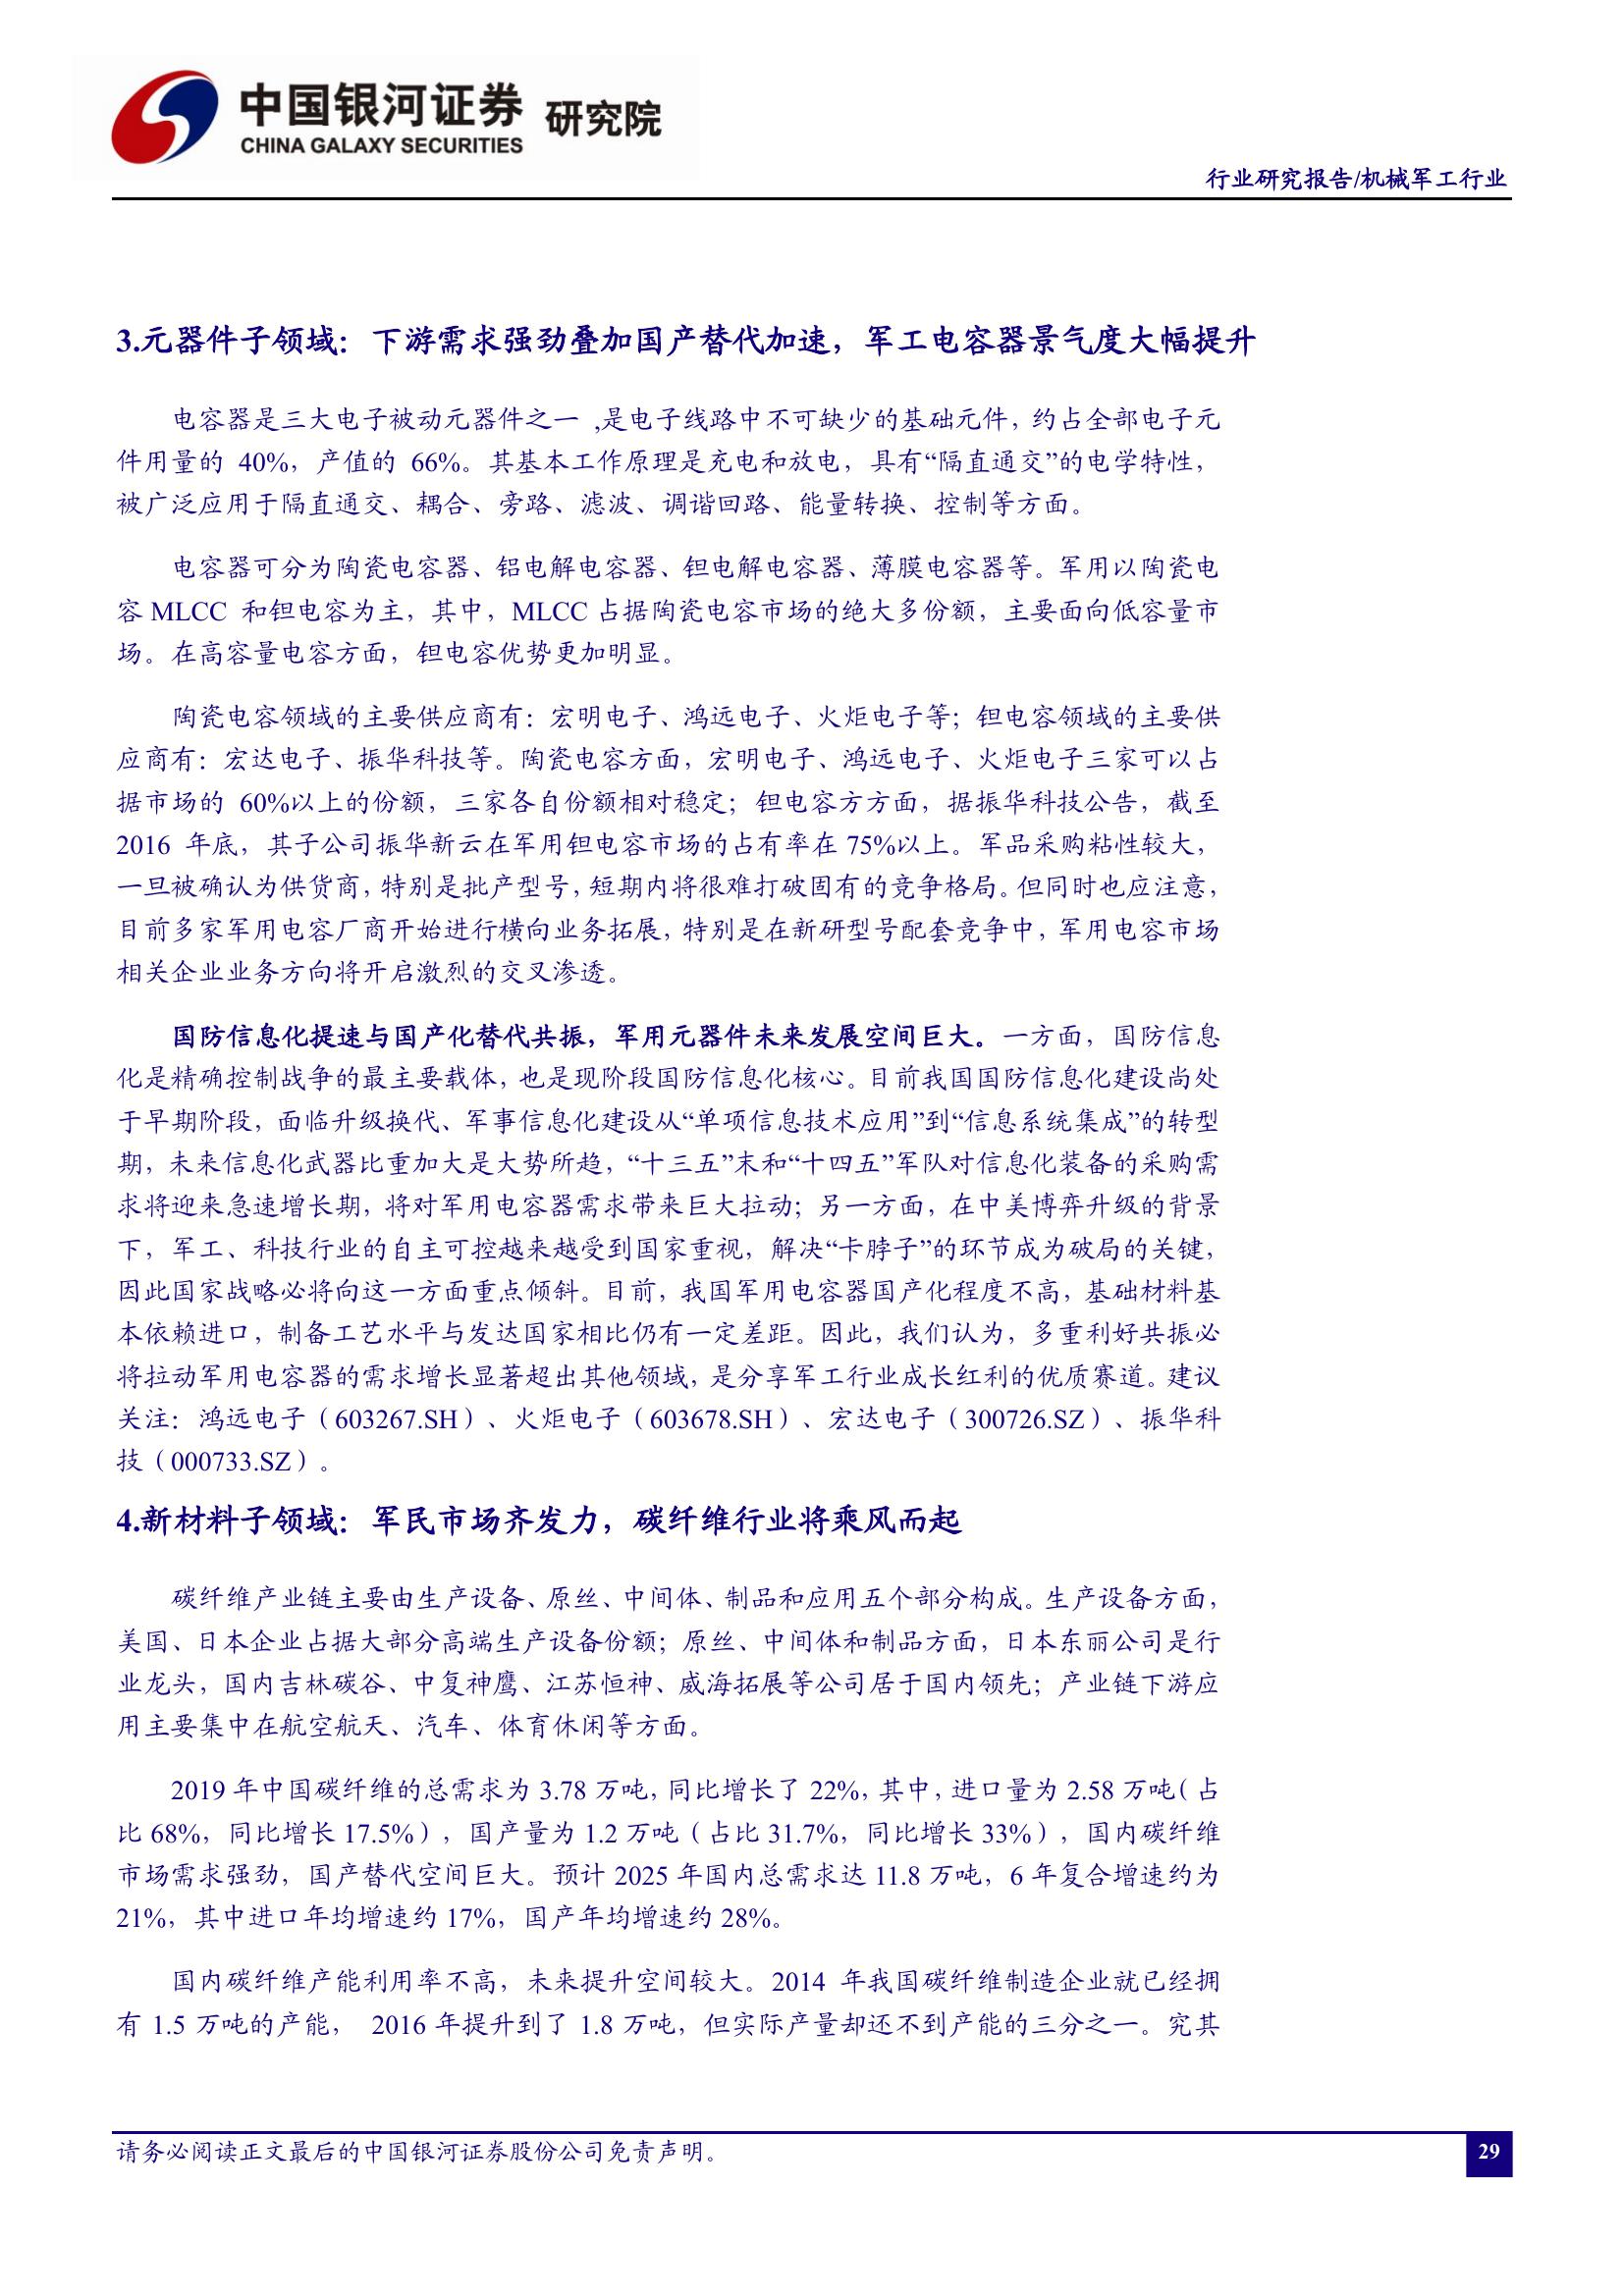 中国银河证券 研究院
CHINA GALAXY SECURITIES
行业研究报告/机械军工行业
3.元器件子领域：下游需求强劲叠加国产替代加速，军工电容器景气度大幅提升
电容器是三大电子被动元器件之一 ,是电子线路中不可缺少的基础元件，约占全部电子元
件用量的 40%，产值的 66%。其基本工作原理是充电和放电，具有“隔直通交”的电学特性，
被广泛应用于隔直通交、耦合、旁路、滤波、调谐回路、能量转换、控制等方面。
电容器可分为陶瓷电容器、铝电解电容器、钽电解电容器、薄膜电容器等。军用以陶瓷电
容 MLCC 和钽电容为主，其中，MLCC 占据陶瓷电容市场的绝大多份额，主要面向低容量市
场。在高容量电容方面，钽电容优势更加明显。
陶瓷电容领域的主要供应商有：宏明电子、鸿远电子、火炬电子等；钽电容领域的主要供
应商有：宏达电子、振华科技等。陶瓷电容方面，宏明电子、鸿远电子、火炬电子三家可以占
据市场的 60%以上的份额，三家各自份额相对稳定；钽电容方方面，据振华科技公告，截至
2016 年底，其子公司振华新云在军用钽电容市场的占有率在 75%以上。军品采购粘性较大，
一旦被确认为供货商，特别是批产型号，短期内将很难打破固有的竞争格局。但同时也应注意，
目前多家军用电容厂商开始进行横向业务拓展，特别是在新研型号配套竞争中，军用电容市场
相关企业业务方向将开启激烈的交叉渗透。
国防信息化提速与国产化替代共振，军用元器件未来发展空间巨大。一方面，国防信息
化是精确控制战争的最主要载体，也是现阶段国防信息化核心。目前我国国防信息化建设尚处
于早期阶段，面临升级换代、军事信息化建设从“单项信息技术应用”到“信息系统集成”的转型
期，未来信息化武器比重加大是大势所趋，“十三五”末和“十四五”军队对信息化装备的采购需
求将迎来急速增长期，将对军用电容器需求带来巨大拉动；另一方面，在中美博弈升级的背景
下，军工、科技行业的自主可控越来越受到国家重视，解决“卡脖子”的环节成为破局的关键，
因此国家战略必将向这一方面重点倾斜。目前，我国军用电容器国产化程度不高，基础材料基
本依赖进口，制备工艺水平与发达国家相比仍有一定差距。因此，我们认为，多重利好共振必
将拉动军用电容器的需求增长显著超出其他领域，是分享军工行业成长红利的优质赛道。建议
关注：鸿远电子（603267.SH）、火炬电子（603678.SH）、宏达电子（300726.SZ）、振华科
技（000733.SZ）。
4.新材料子领域：军民市场齐发力，碳纤维行业将乘风而起
碳纤维产业链主要由生产设备、原丝、中间体、制品和应用五个部分构成。生产设备方面，
美国、日本企业占据大部分高端生产设备份额；原丝、中间体和制品方面，日本东丽公司是行
业龙头，国内吉林碳谷、中复神鹰、江苏恒神、威海拓展等公司居于国内领先；产业链下游应
用主要集中在航空航天、汽车、体育休闲等方面。
2019 年中国碳纤维的总需求为 3.78 万吨，同比增长了 22%，其中，进口量为 2.58 万吨（占
比 68%，同比增长 17.5%），国产量为 1.2 万吨（占比 31.7%，同比增长 33%），国内碳纤维
市场需求强劲，国产替代空间巨大。预计 2025 年国内总需求达 11.8 万吨，6 年复合增速约为
21%，其中进口年均增速约 17%，国产年均增速约 28%。
国内碳纤维产能利用率不高，未来提升空间较大。2014 年我国碳纤维制造企业就已经拥
有 1.5 万吨的产能， 2016 年提升到了 1.8 万吨，但实际产量却还不到产能的三分之一。究其
请务必阅读正文最后的中国银河证券股份公司免责声明。
29